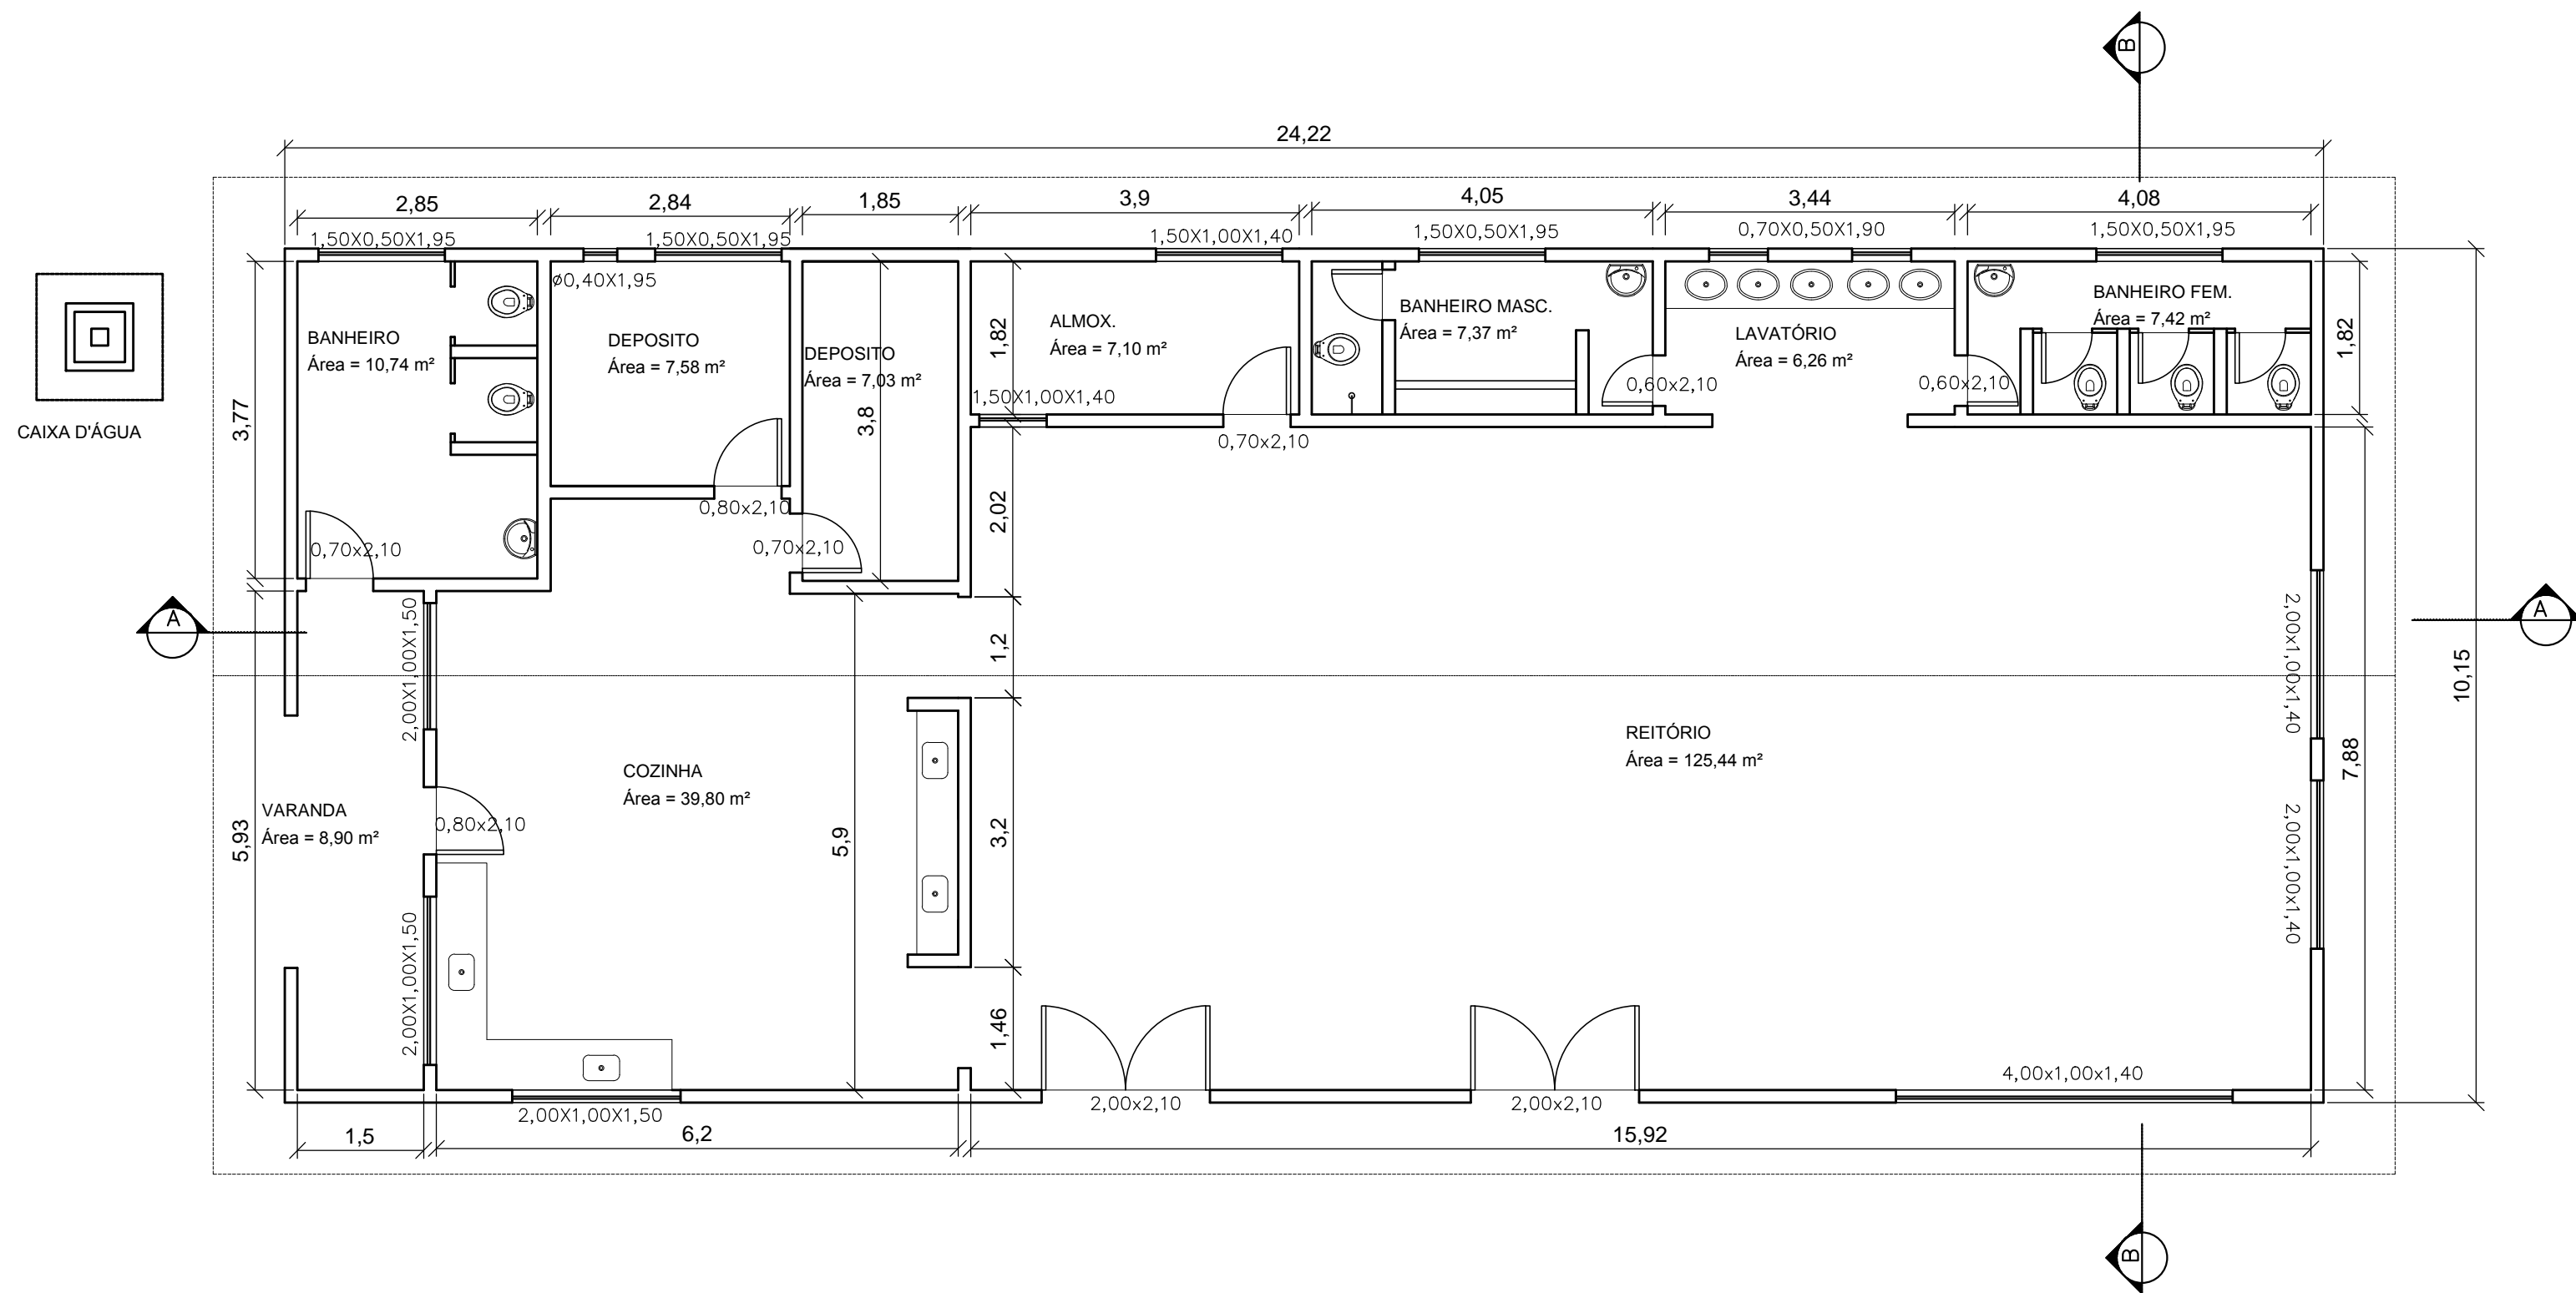 B
24,22
2,85
2,84
1,85
3,9
4,05
3,44
4,08
1,50X0,50X1,95
1,50X0,50X1,95
1,50X1,00X1,40
1,50X0,50X1,95
0,70X0,50X1,90
1,50X0,50X1,95
ø0,40X1,95
CAIXA D'ÁGUA
BANHEIRO
Área = 10,74 m²
DEPOSITO
Área = 7,58 m²
DEPOSITO
Área = 7,03 m²
3,8
ALMOX.
Área = 7,10 m²
1,82
BANHEIRO MASC.
Área = 7,37 m²
LAVATÓRIO
Área = 6,26 m²
BANHEIRO FEM.
Área = 7,42 m²
1,82
3,77
1,50X1,00X1,40
0,60x2,10
0,60x2,10
0,70x2,10
0,80x2,10
0,70x2,10
0,70x2,10
2,02
A
A
2,00X1,00X1,50
1,2
2,00x1,00x1,40
10,15
REITÓRIO
Área = 125,44 m²
7,88
COZINHA
Área = 39,80 m²
VARANDA
Área = 8,90 m²
5,93
0,80x2,10
5,9
3,2
2,00x1,00x1,40
2,00X1,00X1,50
1,46
4,00x1,00x1,40
2,00X1,00X1,50
2,00x2,10
2,00x2,10
1,5
6,2
15,92
B